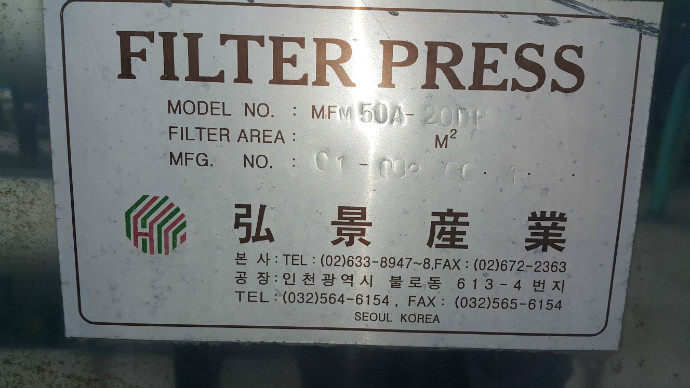 FILTER PRESS
MODEL NO. : MFM 50A-20
FILTER AREA : M²
MFG. NO. : 01-
弘景産業
본 사: TEL : (02)633-8947~8,FAX : (02)672-2363
공 장: 인천광역시 불로동 613-4 번지
TEL : (032)564-6154 , FAX : (032)565-6154
SEOUL KOREA